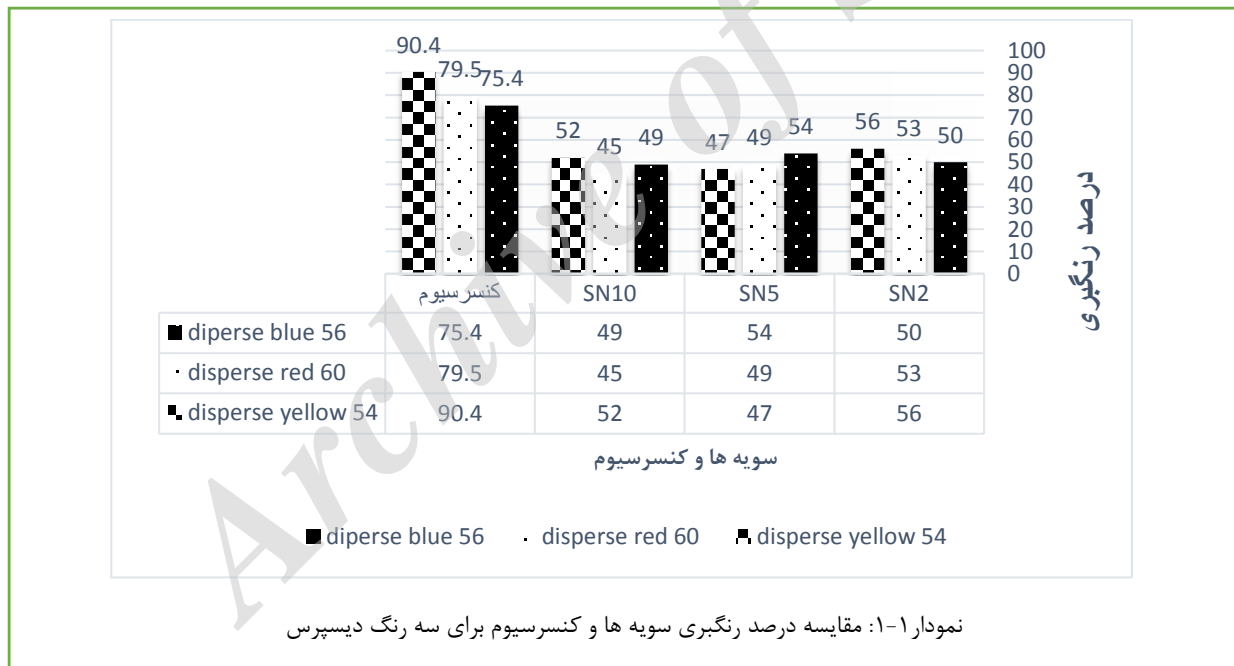 90.4
79.5
75.4
52
45
49
47
49
54
56
53
50
100
90
80
70
60
50
40
30
20
10
0
درصد رنگبری
کنسرسیوم SN10 SN5 SN2
diperse blue 56 75.4 49 54 50
disperse red 60 79.5 45 49 53
disperse yellow 54 90.4 52 47 56
سویه ها و کنسرسیوم
diperse blue 56 disperse red 60 disperse yellow 54
نمودار۱-۱: مقایسه درصد رنگبری سویه ها و کنسرسیوم برای سه رنگ دیسپرس
Archive of